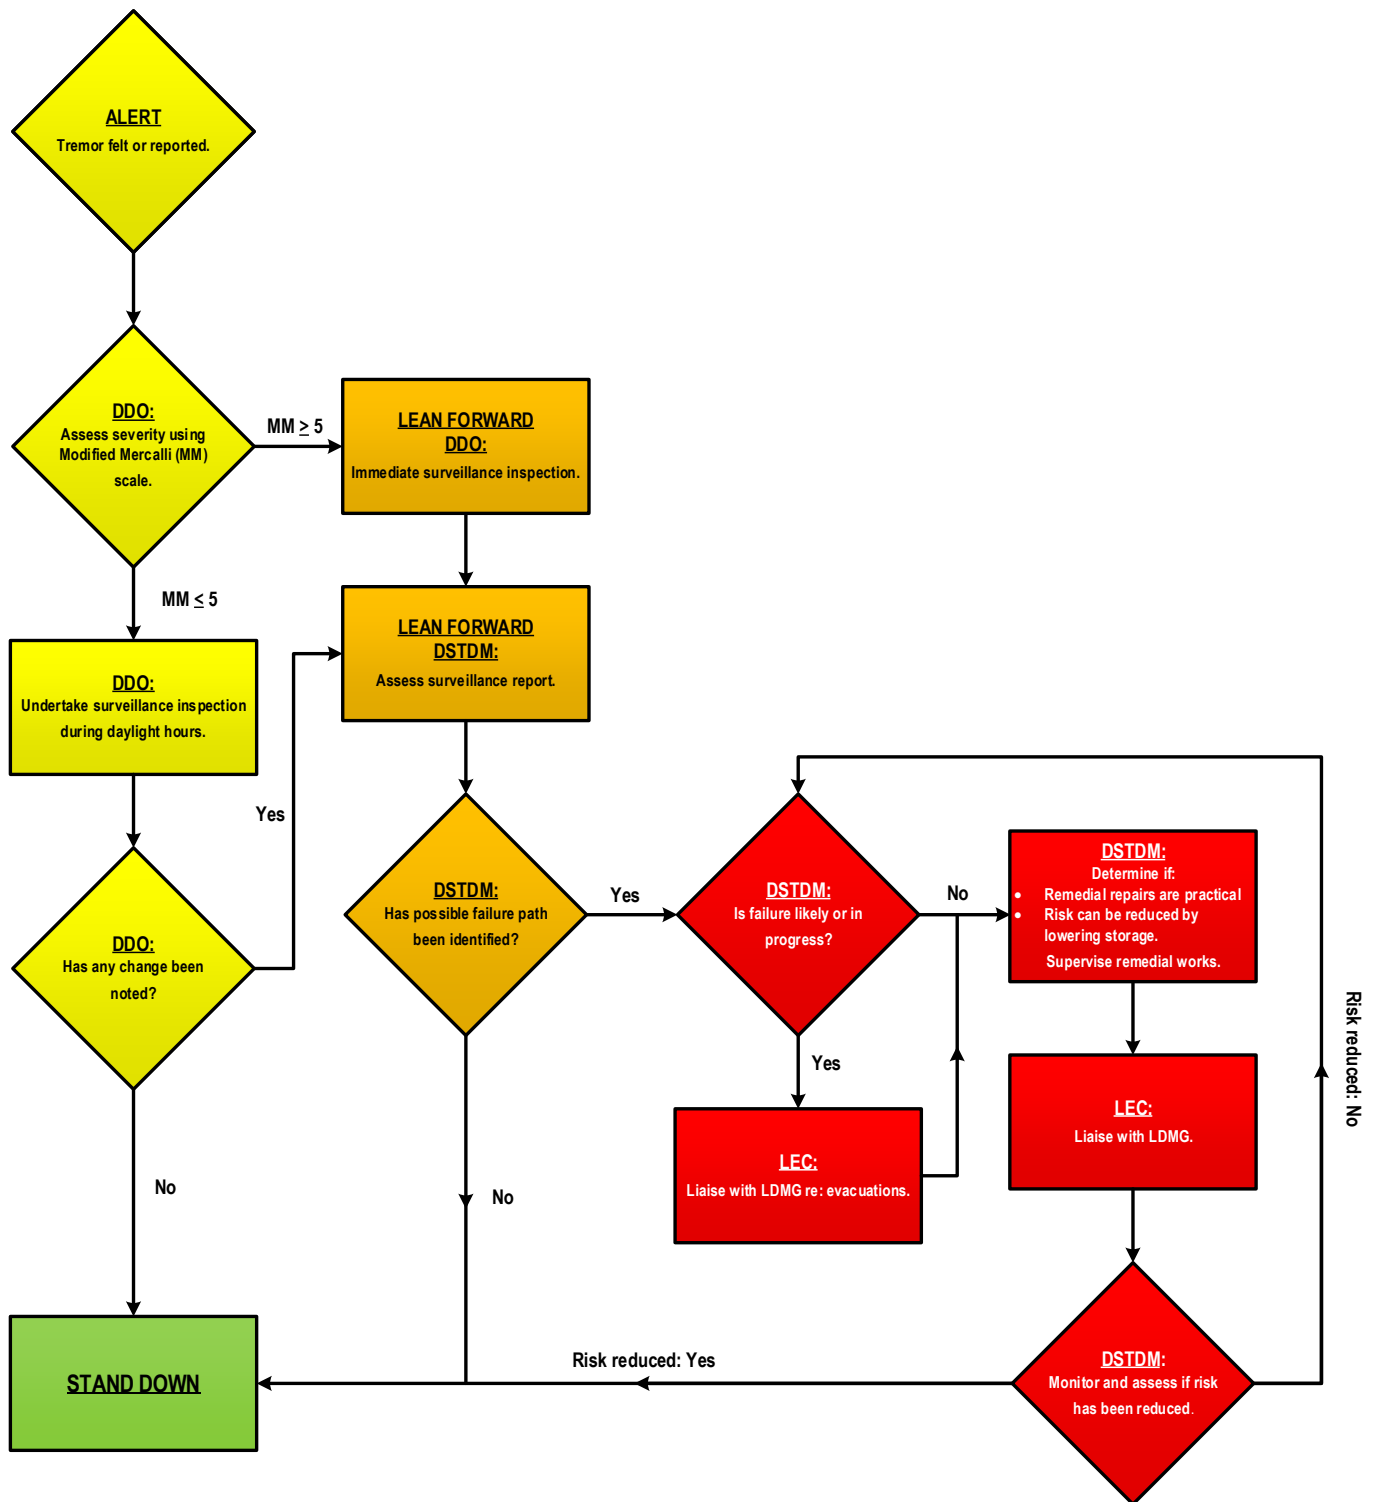 ALERT
Tremor felt or reported.
DDO:
Assess severity using
Modified Mercalli (MM)
scale.
MM ≥ 5
LEAN FORWARD
DDO:
Immediate surveillance inspection.
MM ≤ 5
LEAN FORWARD
DSTDM:
Assess surveillance report.
DDO:
Undertake surveillance inspection
during daylight hours.
Yes
DDO:
Has any change been
noted?
No
DSTDM:
Has possible failure path
been identified?
Yes
No
DSTDM:
Is failure likely or in
progress?
No
Yes
LEC:
Liaise with LDMG re: evacuations.
DSTDM:
Determine if:
• Remedial repairs are practical
• Risk can be reduced by
lowering storage.
Supervise remedial works.
LEC:
Liaise with LDMG.
Risk reduced: No
DSTDM:
Monitor and assess if risk
has been reduced.
Risk reduced: Yes
STAND DOWN